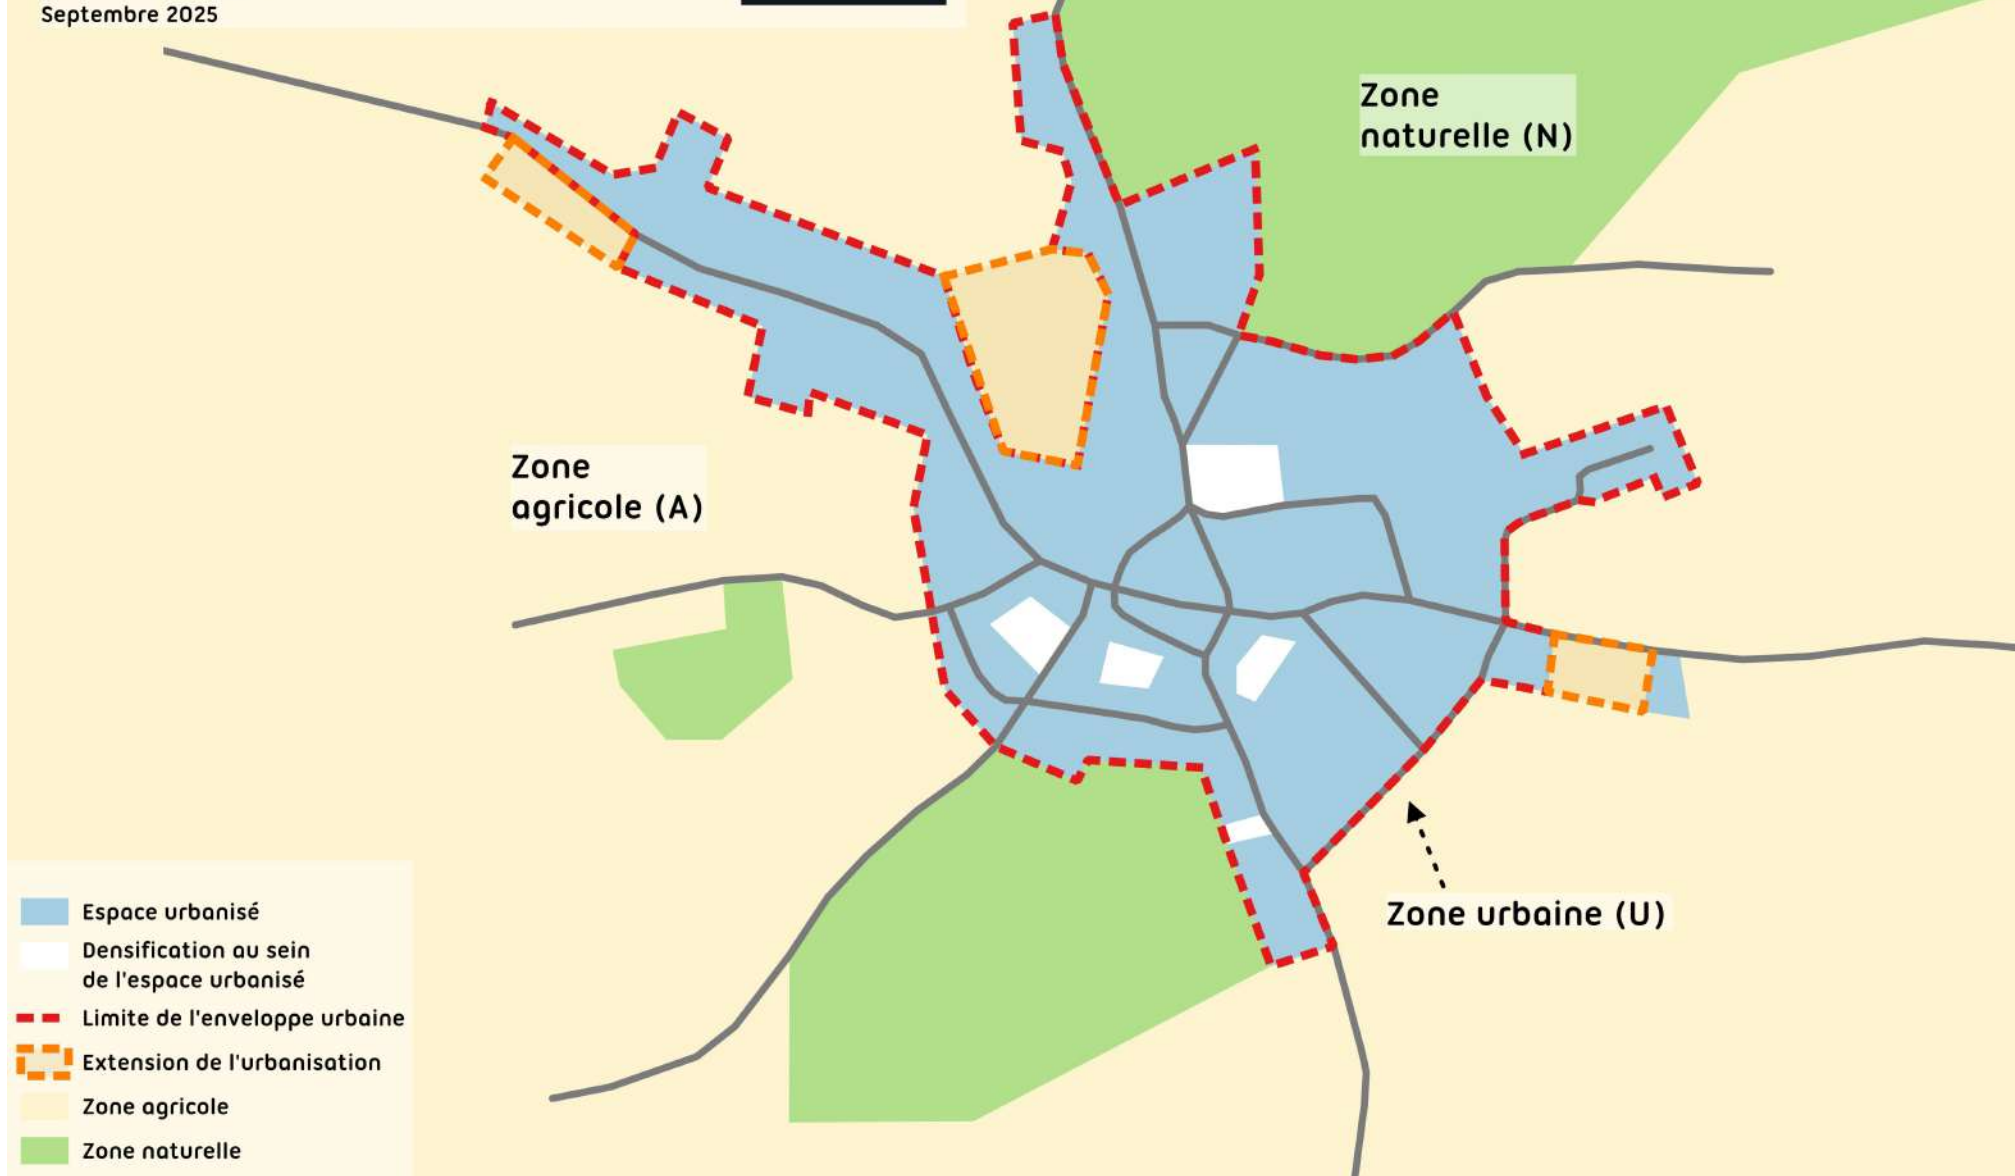 Septembre 2025
Zone
naturelle (N)
Zone
agricole (A)
Zone urbaine (U)
Espace urbanisé
Densification au sein
de l'espace urbanisé
Limite de l'enveloppe urbaine
Extension de l'urbanisation
Zone agricole
Zone naturelle